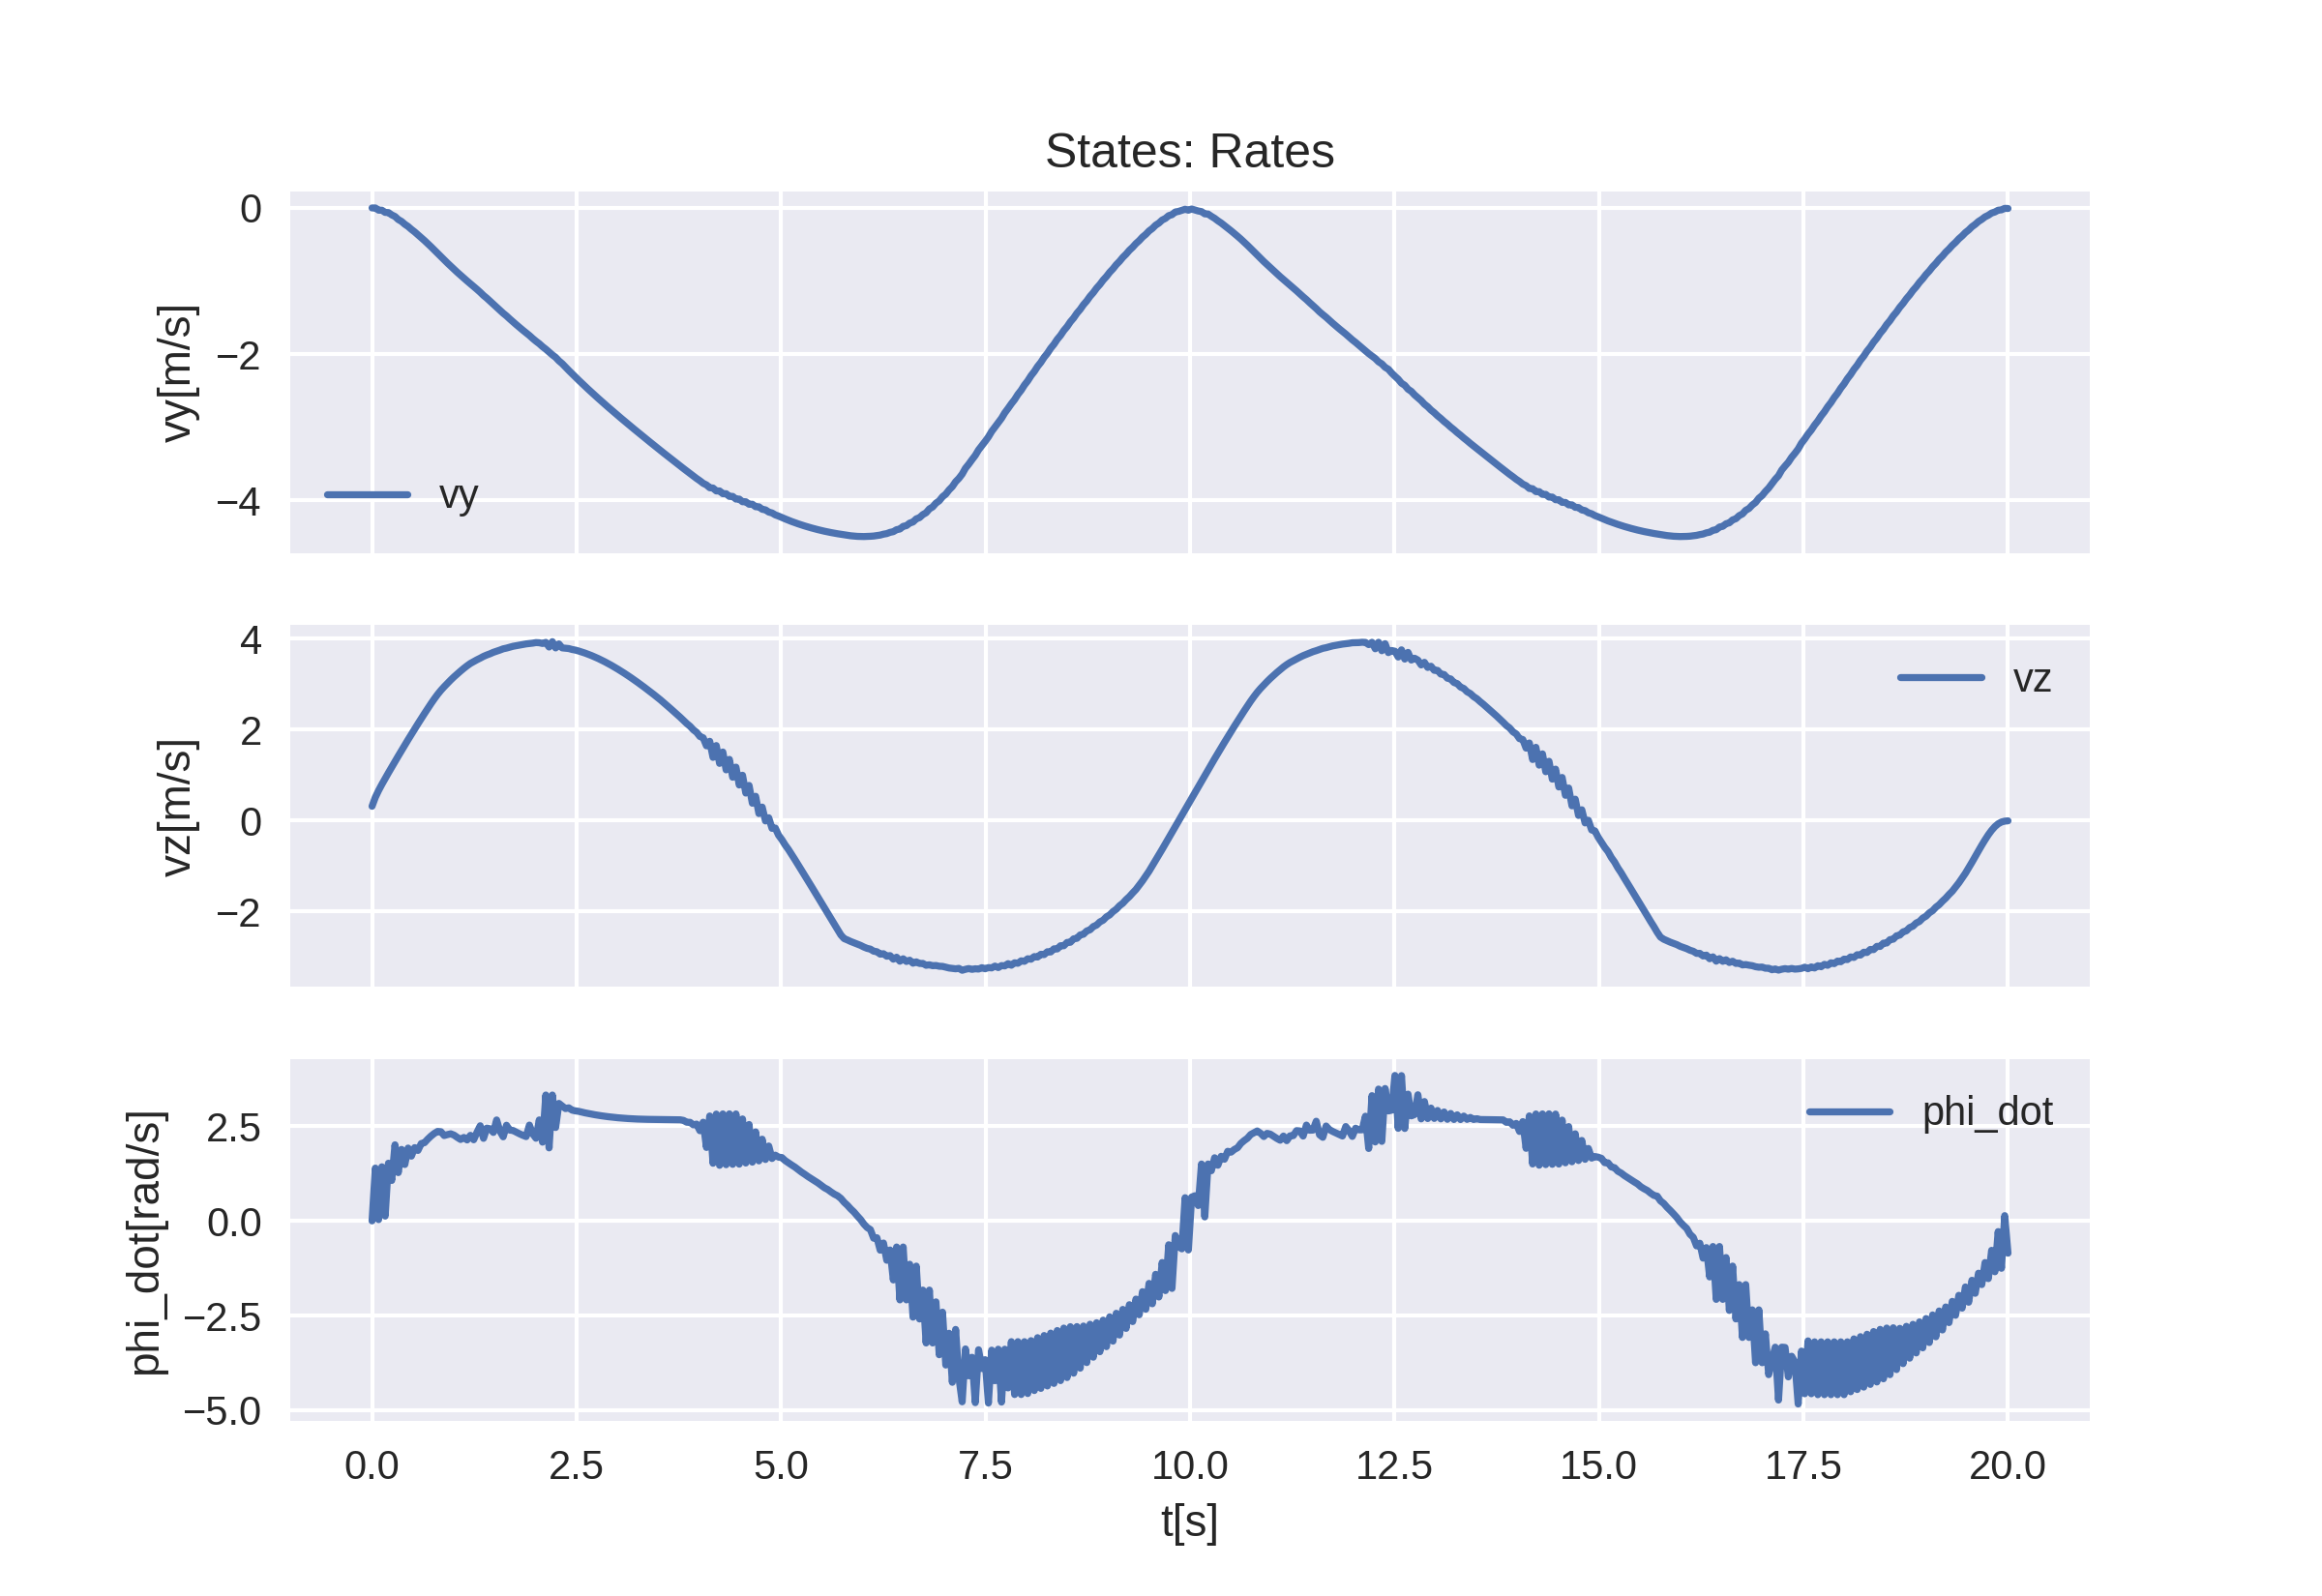 States: Rates
0
−2
−4
vy[m/s]
vy
4
2
0
−2
vz[m/s]
vz
2.5
0.0
−2.5
−5.0
phi_dot[rad/s]
phi_dot
0.0 2.5 5.0 7.5 10.0 12.5 15.0 17.5 20.0
t[s]